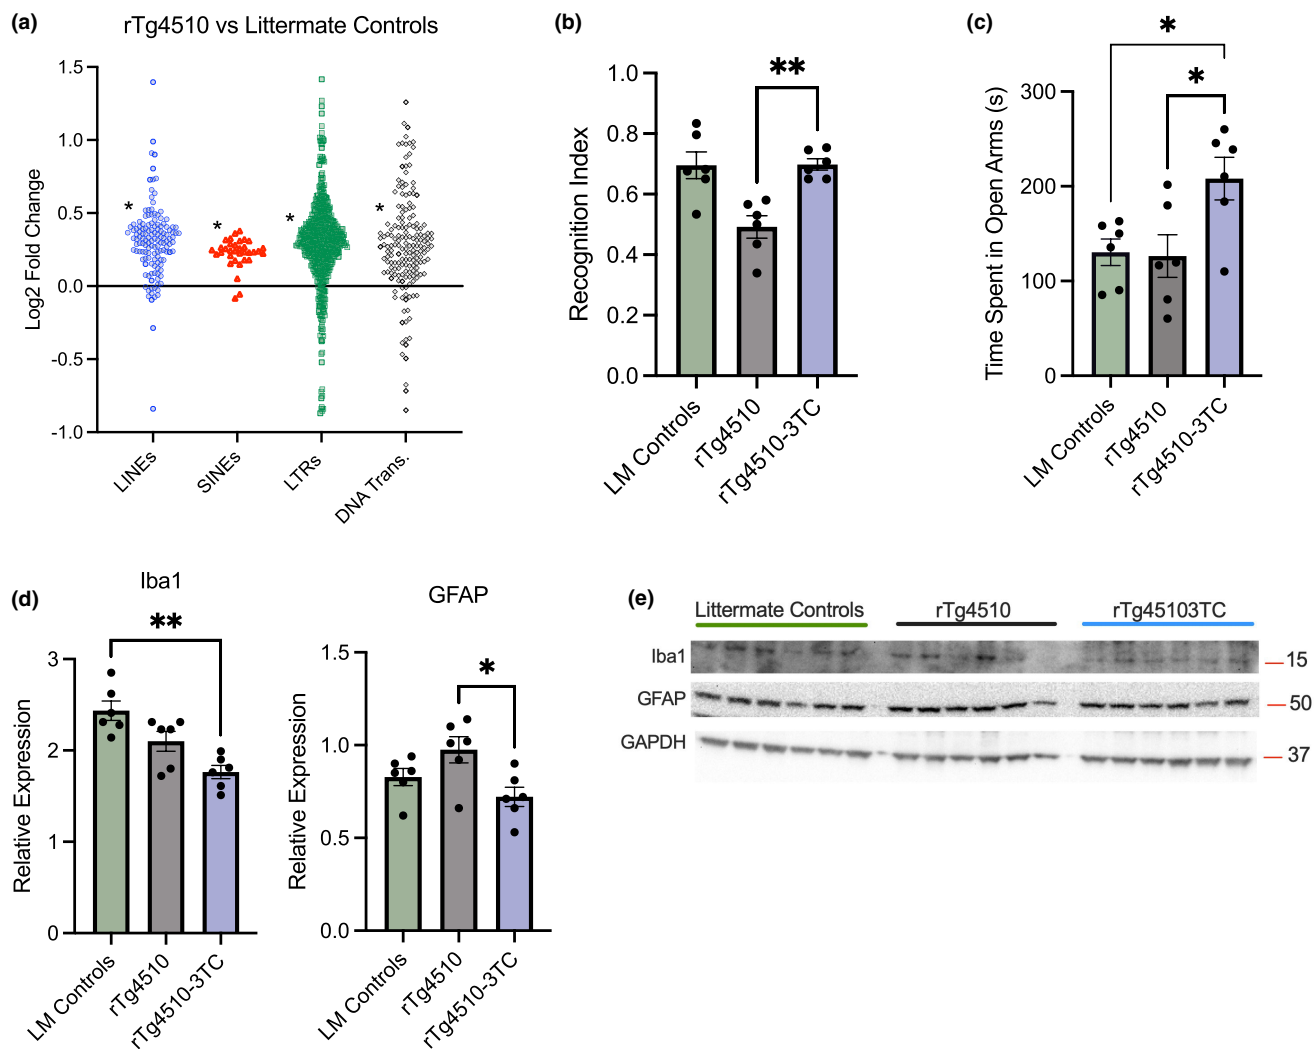 (a)
rTg4510 vs Littermate Controls
Log2 Fold Change
1.5
1.0
0.5
0.0
-0.5
-1.0
*
*
*
*
LINEs
SINEs
LTRs
DNA Trans.
(b)
Recognition Index
1.0
0.8
0.6
0.4
0.2
0.0
**
LM Controls
rTg4510
rTg4510-3TC
(c)
Time Spent in Open Arms (s)
300
200
100
0
*
*
LM Controls
rTg4510
rTg4510-3TC
(d)
Iba1
Relative Expression
3
2
1
0
**
LM Controls
rTg4510
rTg4510-3TC
GFAP
Relative Expression
1.5
1.0
0.5
0.0
*
LM Controls
rTg4510
rTg4510-3TC
(e)
Littermate Controls
rTg4510
rTg45103TC
Iba1
15
GFAP
50
GAPDH
37